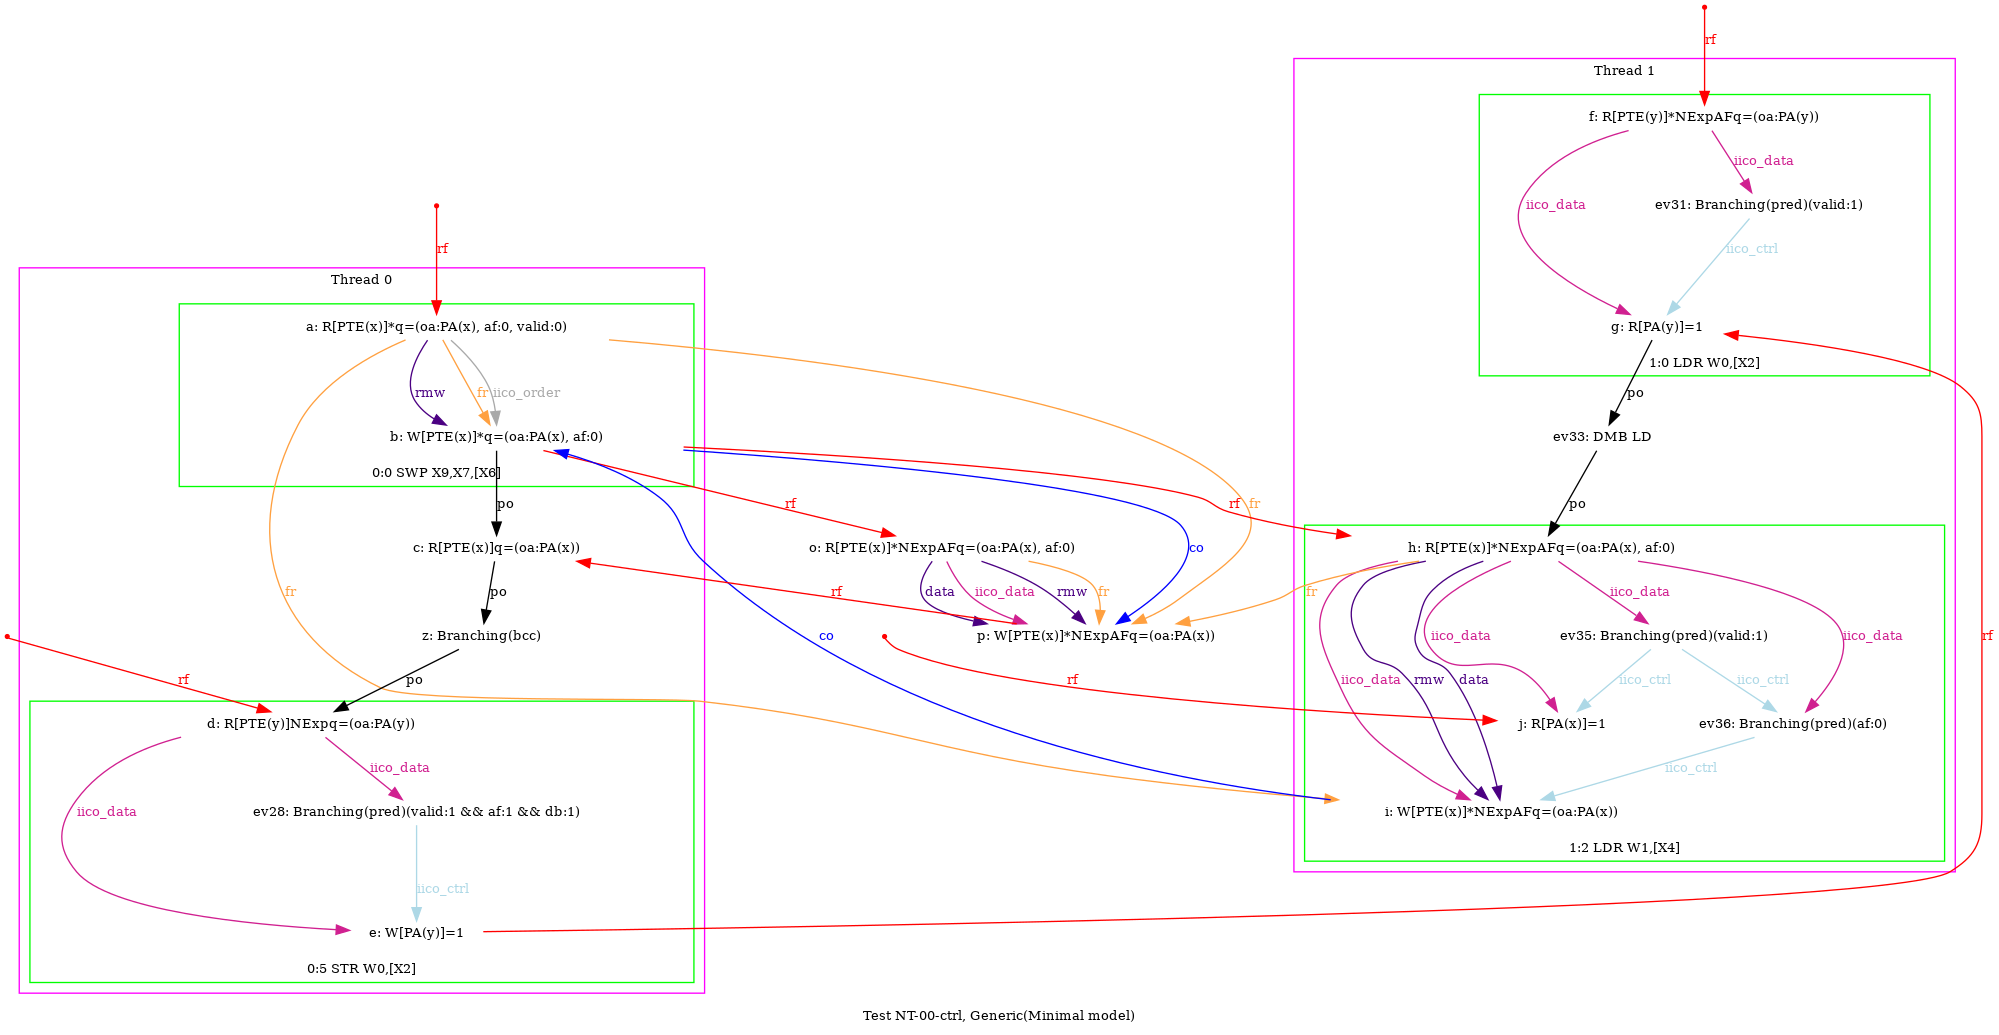 rf
Thread 1
f: R[PTE(y)]*NExpAFq=(oa:PA(y))
iico_data
iico_data
ev31: Branching(pred)(valid:1)
iico_ctrl
g: R[PA(y)]=1
1:0 LDR W0,[X2]
po
ev33: DMB LD
po
h: R[PTE(x)]*NExpAFq=(oa:PA(x), af:0)
iico_data
iico_data
iico_data
iico_data
rmw
data
ev35: Branching(pred)(valid:1)
iico_ctrl
iico_ctrl
j: R[PA(x)]=1
ev36: Branching(pred)(af:0)
iico_ctrl
i: W[PTE(x)]*NExpAFq=(oa:PA(x))
1:2 LDR W1,[X4]
rf
rf
Thread 0
a: R[PTE(x)]*q=(oa:PA(x), af:0, valid:0)
rmw
fr
iico_order
b: W[PTE(x)]*q=(oa:PA(x), af:0)
0:0 SWP X9,X7,[X6]
po
c: R[PTE(x)]q=(oa:PA(x))
po
z: Branching(bcc)
po
rf
d: R[PTE(y)]NExpq=(oa:PA(y))
iico_data
iico_data
ev28: Branching(pred)(valid:1 && af:1 && db:1)
iico_ctrl
e: W[PA(y)]=1
0:5 STR W0,[X2]
fr
rf
rf
fr
co
o: R[PTE(x)]*NExpAFq=(oa:PA(x), af:0)
data
iico_data
rmw
fr
fr
rf
p: W[PTE(x)]*NExpAFq=(oa:PA(x))
co
rf
Test NT-00-ctrl, Generic(Minimal model)